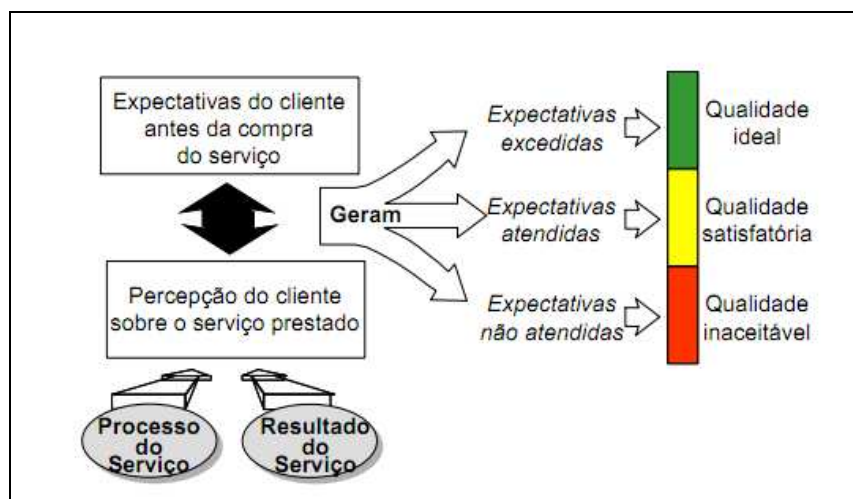 Expectativas do cliente
antes da compra
do serviço
Geram
Percepção do cliente
sobre o serviço prestado
Processo
do
Serviço
Resultado
do
Serviço
Expectativas
excedidas
Qualidade
ideal
Expectativas
atendidas
Qualidade
satisfatória
Expectativas
não atendidas
Qualidade
inaceitável